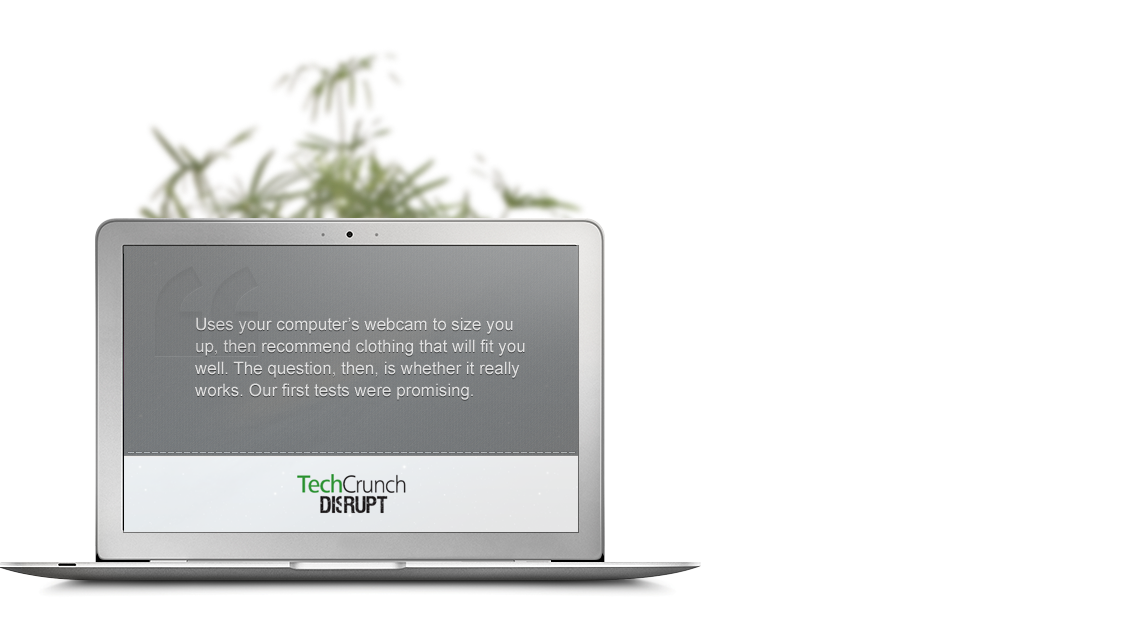 Uses your computer’s webcam to size you
up, then recommend clothing that will fit you
well. The question, then, is whether it really
works. Our first tests were promising.
TechCrunch
DISRUPT